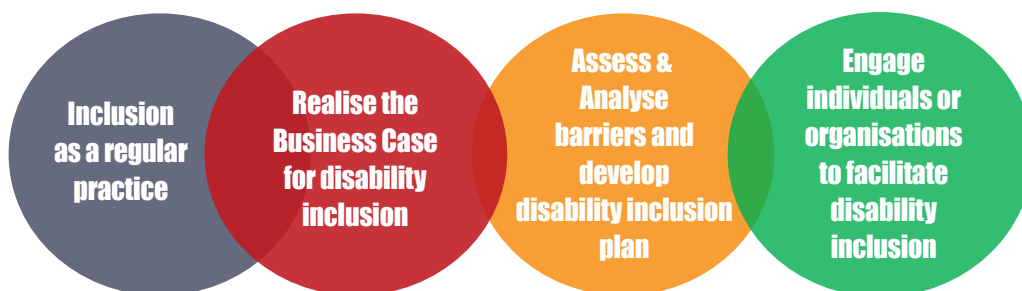 Inclusion
as a regular
practice
Realise the
Business Case
for disability
inclusion
Assess &
Analyse
barriers and
develop
disability inclusion
plan
Engage
individuals or
organisations
to facilitate
disability
inclusion